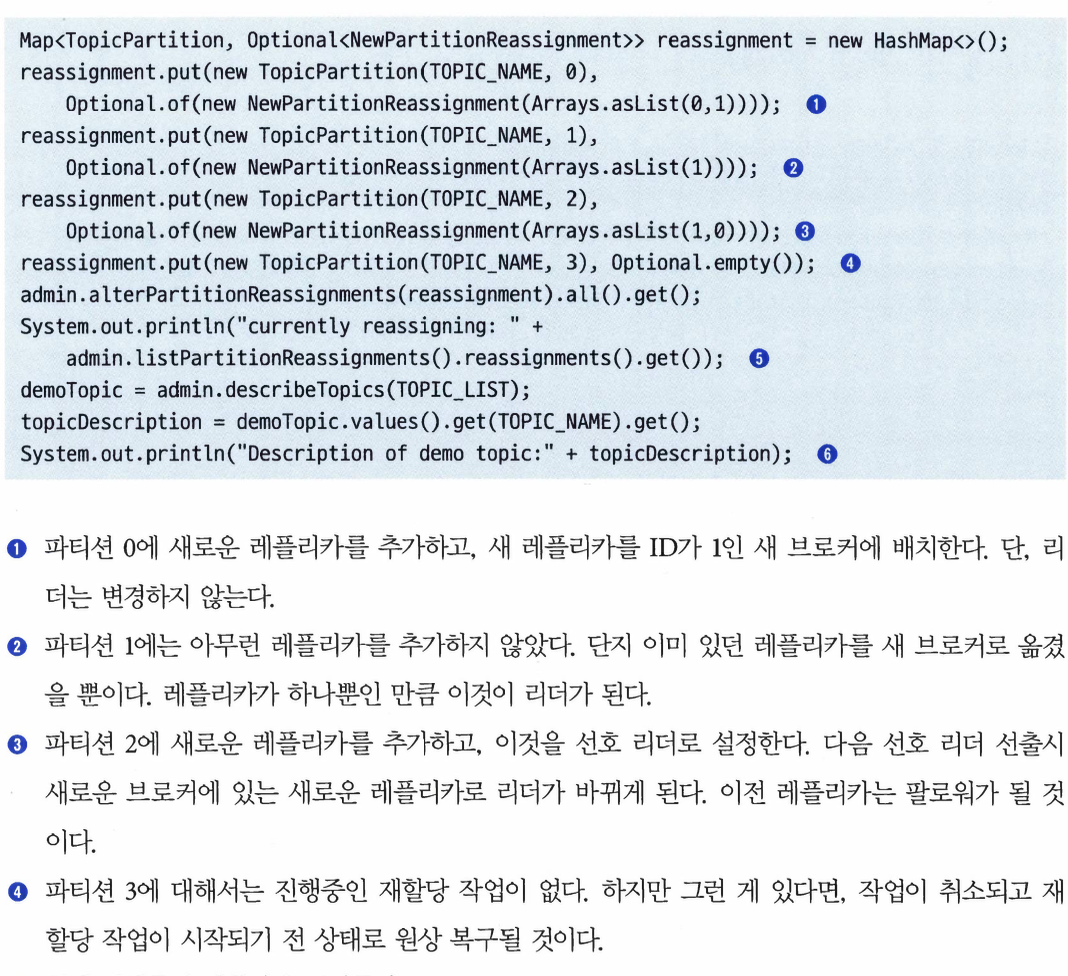 Map<TopicPartition, Optional<NewPartitionReassignment>> reassignment = new HashMap<>();
reassignment.put(new TopicPartition(TOPIC_NAME, 0),
    Optional.of(new NewPartitionReassignment(Arrays.asList(0,1)))); ❶
reassignment.put(new TopicPartition(TOPIC_NAME, 1),
    Optional.of(new NewPartitionReassignment(Arrays.asList(1)))); ❷
reassignment.put(new TopicPartition(TOPIC_NAME, 2),
    Optional.of(new NewPartitionReassignment(Arrays.asList(1,0)))); ❸
reassignment.put(new TopicPartition(TOPIC_NAME, 3), Optional.empty()); ❹
admin.alterPartitionReassignments(reassignment).all().get();
System.out.println("currently reassigning: " +
    admin.listPartitionReassignments().reassignments().get()); ❺
demoTopic = admin.describeTopics(TOPIC_LIST);
topicDescription = demoTopic.values().get(TOPIC_NAME).get();
System.out.println("Description of demo topic:" + topicDescription); ❻
❶ 파티션 0에 새로운 레플리카를 추가하고, 새 레플리카를 ID가 1인 새 브로커에 배치한다. 단, 리
더는 변경하지 않는다.
❷ 파티션 1에는 아무런 레플리카를 추가하지 않았다. 단지 이미 있던 레플리카를 새 브로커로 옮겼
을 뿐이다. 레플리카가 하나뿐인 만큼 이것이 리더가 된다.
❸ 파티션 2에 새로운 레플리카를 추가하고, 이것을 선호 리더로 설정한다. 다음 선호 리더 선출시
새로운 브로커에 있는 새로운 레플리카로 리더가 바뀌게 된다. 이전 레플리카는 팔로워가 될 것
이다.
❹ 파티션 3에 대해서는 진행중인 재할당 작업이 없다. 하지만 그런 게 있다면, 작업이 취소되고 재
할당 작업이 시작되기 전 상태로 원상 복구될 것이다.